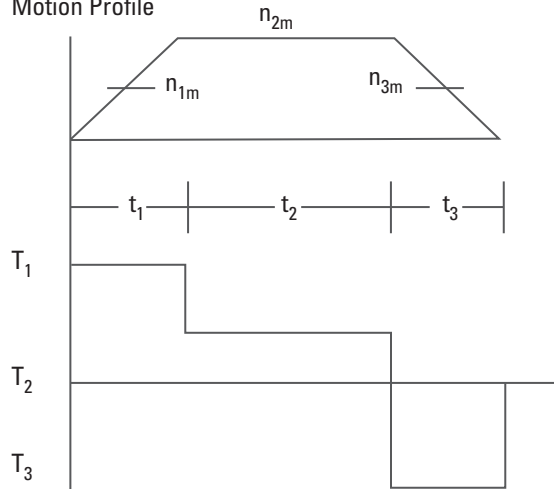 Motion Profile
n₂ₘ
n₁ₘ
n₃ₘ
t₁
t₂
t₃
T₁
T₂
T₃